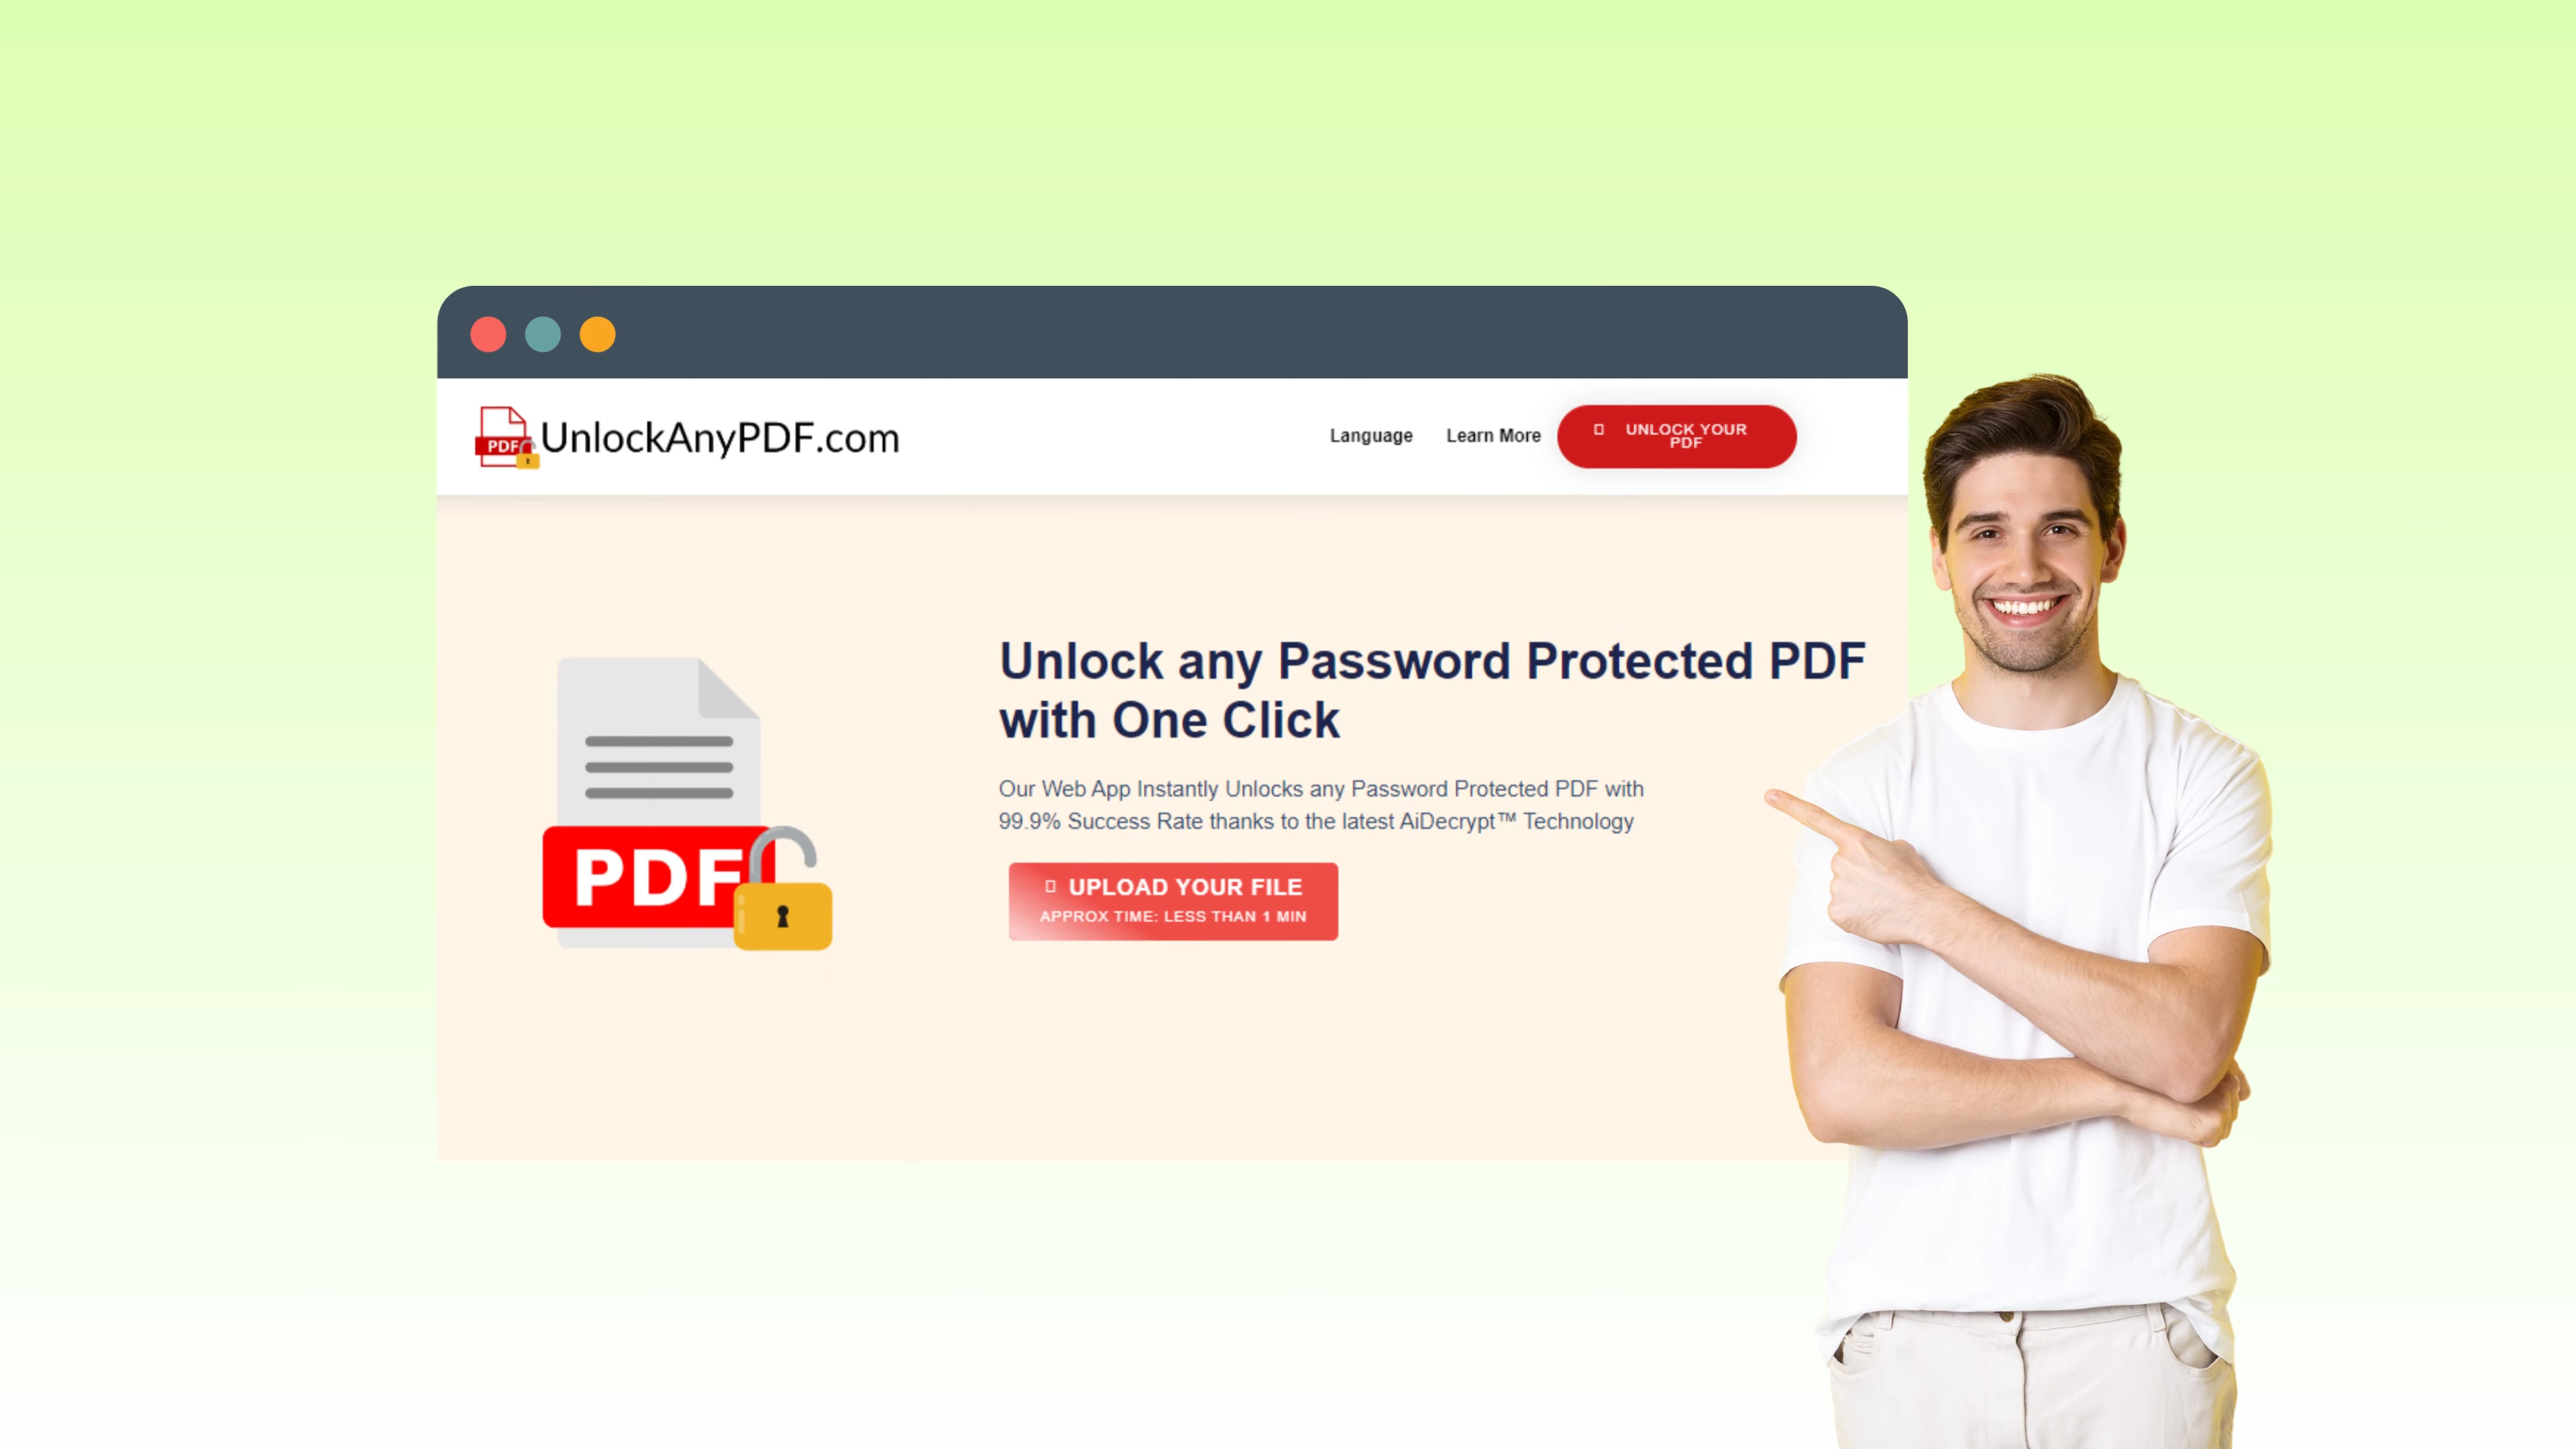 PDF UnlockAnyPDF.com
Language Learn More UNLOCK YOUR
PDF
Unlock any Password Protected PDF
with One Click
Our Web App Instantly Unlocks any Password Protected PDF with
99.9% Success Rate thanks to the latest AiDecrypt™ Technology
PDF
UPLOAD YOUR FILE
APPROX TIME: LESS THAN 1 MIN